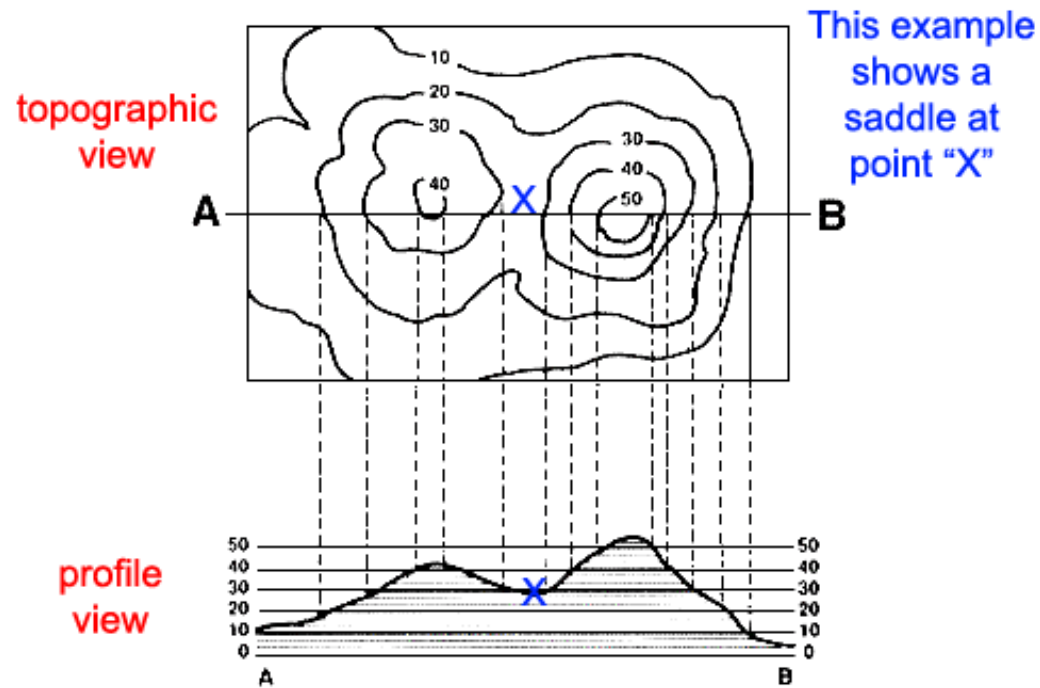 This example
shows a
saddle at
point “X”
topographic
view
10
20
30
40
30
40
50
X
A
B
profile
view
50
40
30
20
10
0
X
50
40
30
20
10
0
A
B